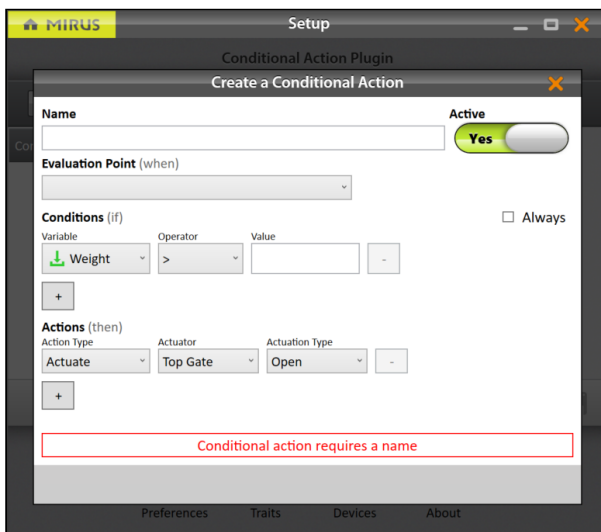 MIRUS
Setup
Conditional Action Plugin
Create a Conditional Action
Name
Active
Yes
Evaluation Point (when)
Conditions (if)
Always
Variable Operator Value
Weight > -
+
Actions (then)
Action Type Actuator Actuation Type
Actuate Top Gate Open -
+
Conditional action requires a name
Preferences Traits Devices About